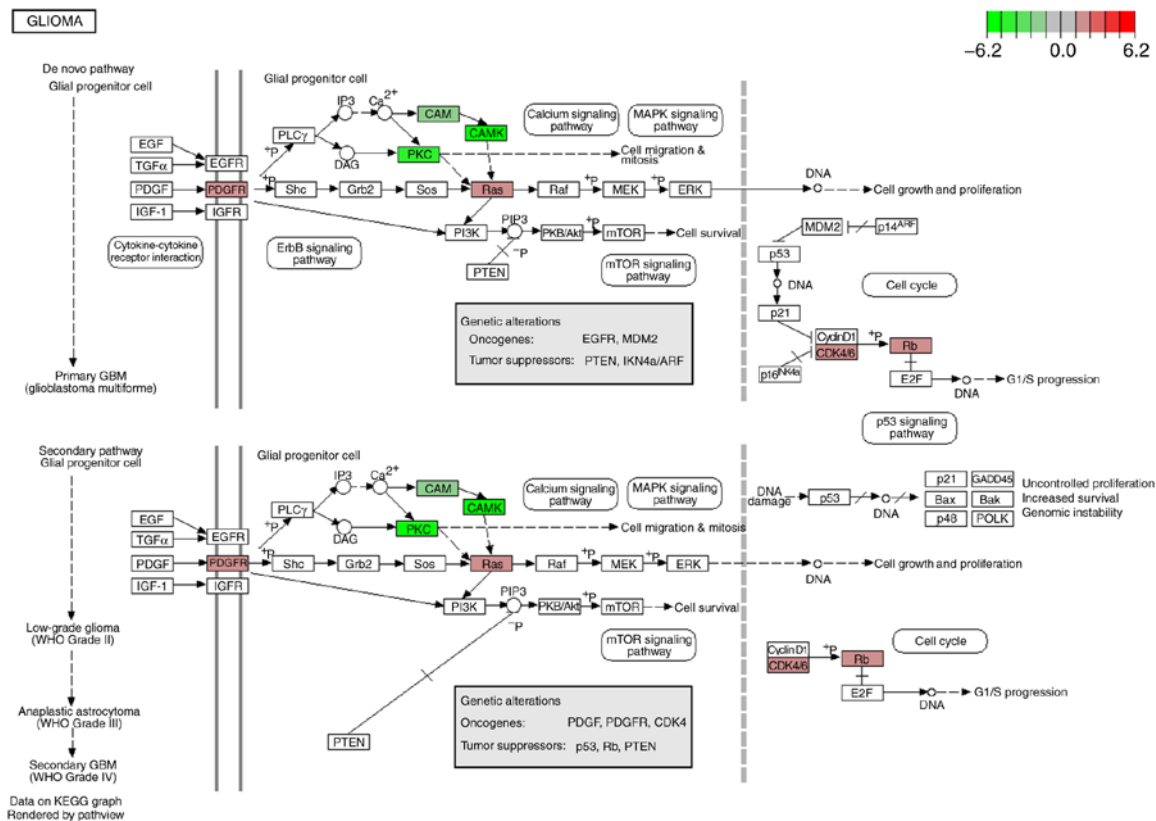 GLIOMA
−6.2 0.0 6.2
De novo pathway
Glial progenitor cell
Glial progenitor cell
IP3
Ca2+
CAM
Calcium signaling
pathway
MAPK signaling
pathway
PLCγ
CAMK
EGF
+P
DAG
PKC
Cell migration &
mitosis
TGFα
EGFR
DNA
PDGF
PDGFR
+P
Shc
Grb2
Sos
Ras
Raf
+P
MEK
+P
ERK
Cell growth and proliferation
IGF-1
IGFR
PI3K
PIP3
PKB/Akt
+P
mTOR
Cell survival
MDM2
p14ARF
Cytokine-cytokine
receptor interaction
ErbB signaling
pathway
−P
PTEN
mTOR signaling
pathway
p53
DNA
Cell cycle
p21
Genetic alterations
Oncogenes: EGFR, MDM2
Tumor suppressors: PTEN, IKN4a/ARF
CyclinD1
CDK4/6
+P
Rb
p16INK4a
E2F
DNA
G1/S progression
Primary GBM
(glioblastoma multiforme)
p53 signaling
pathway
Secondary pathway
Glial progenitor cell
Glial progenitor cell
IP3
Ca2+
CAM
Calcium signaling
pathway
MAPK signaling
pathway
PLCγ
CAMK
DNA
damage
p53
DNA
p21
GADD45
Bax
Bak
p48
POLK
Uncontrolled proliferation
Increased survival
Genomic instability
EGF
+P
DAG
PKC
Cell migration & mitosis
TGFα
EGFR
PDGF
PDGFR
+P
Shc
Grb2
Sos
Ras
Raf
+P
MEK
+P
ERK
DNA
Cell growth and proliferation
IGF-1
IGFR
PI3K
PIP3
PKB/Akt
+P
mTOR
Cell survival
−P
Low-grade glioma
(WHO Grade II)
mTOR signaling
pathway
CyclinD1
CDK4/6
+P
Rb
Cell cycle
E2F
DNA
G1/S progression
Anaplastic astrocytoma
(WHO Grade III)
Genetic alterations
Oncogenes: PDGF, PDGFR, CDK4
Tumor suppressors: p53, Rb, PTEN
PTEN
Secondary GBM
(WHO Grade IV)
Data on KEGG graph
Rendered by pathview